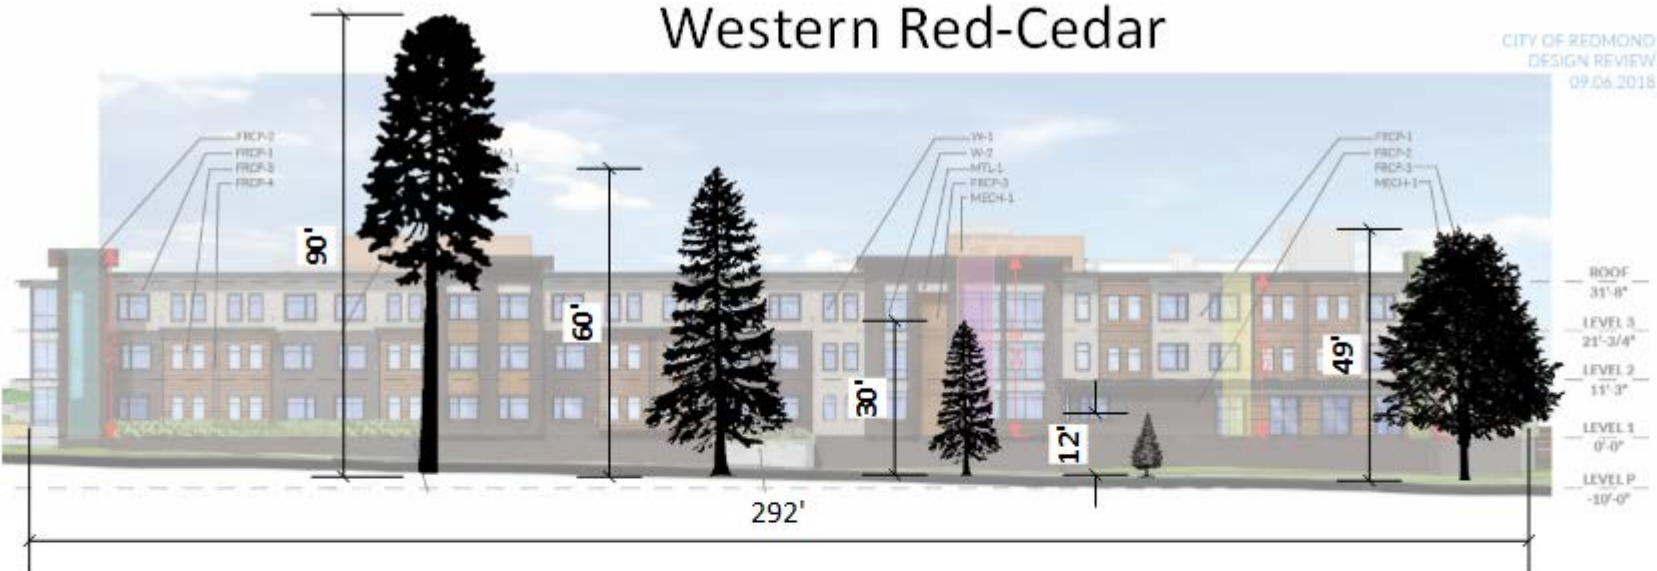 Western Red-Cedar
CITY OF REDMOND
DESIGN REVIEW
09.06.2018
FRCP-2
FRCP-1
FRCP-3
FRCP-4
W-1
W-2
MTL-1
FRCP-3
MECH-1
FRCP-1
FRCP-2
FRCP-3
MECH-1
90'
60'
30'
12'
49'
ROOF
31'-8"
LEVEL 3
21'-3/4"
LEVEL 2
11'-3"
LEVEL 1
0'-0"
LEVEL P
-10'-0"
292'